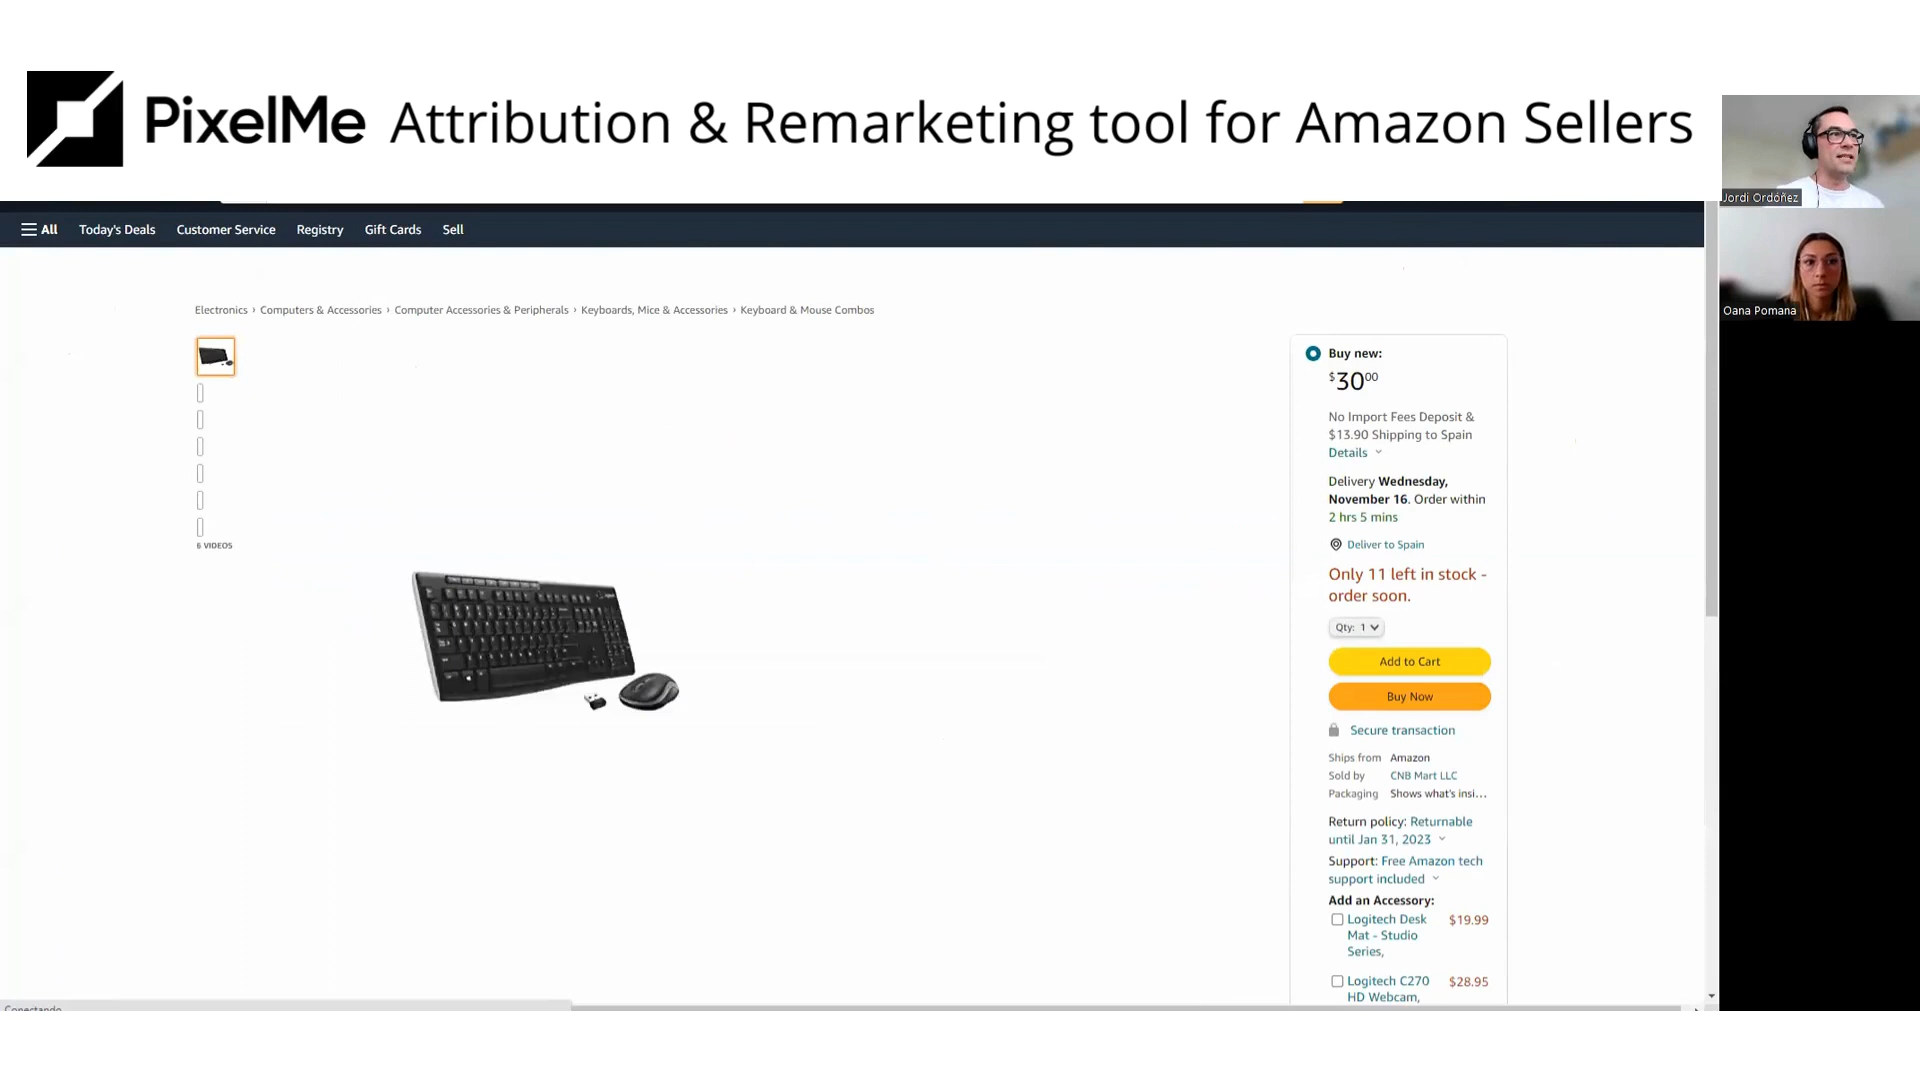 PixelMe Attribution & Remarketing tool for Amazon Sellers
Jordi Ordóñez
Oana Pomana
All Today's Deals Customer Service Registry Gift Cards Sell
Electronics › Computers & Accessories › Computer Accessories & Peripherals › Keyboards, Mice & Accessories › Keyboard & Mouse Combos
6 VIDEOS
Buy new:
$3000
No Import Fees Deposit &
$13.90 Shipping to Spain
Details
Delivery Wednesday,
November 16. Order within
2 hrs 5 mins
Deliver to Spain
Only 11 left in stock -
order soon.
Qty: 1
Add to Cart
Buy Now
Secure transaction
Ships from Amazon
Sold by CNB Mart LLC
Packaging Shows what's insi...
Return policy: Returnable
until Jan 31, 2023
Support: Free Amazon tech
support included
Add an Accessory:
Logitech Desk $19.99
Mat - Studio
Series,
Logitech C270 $28.95
HD Webcam,
Conectando